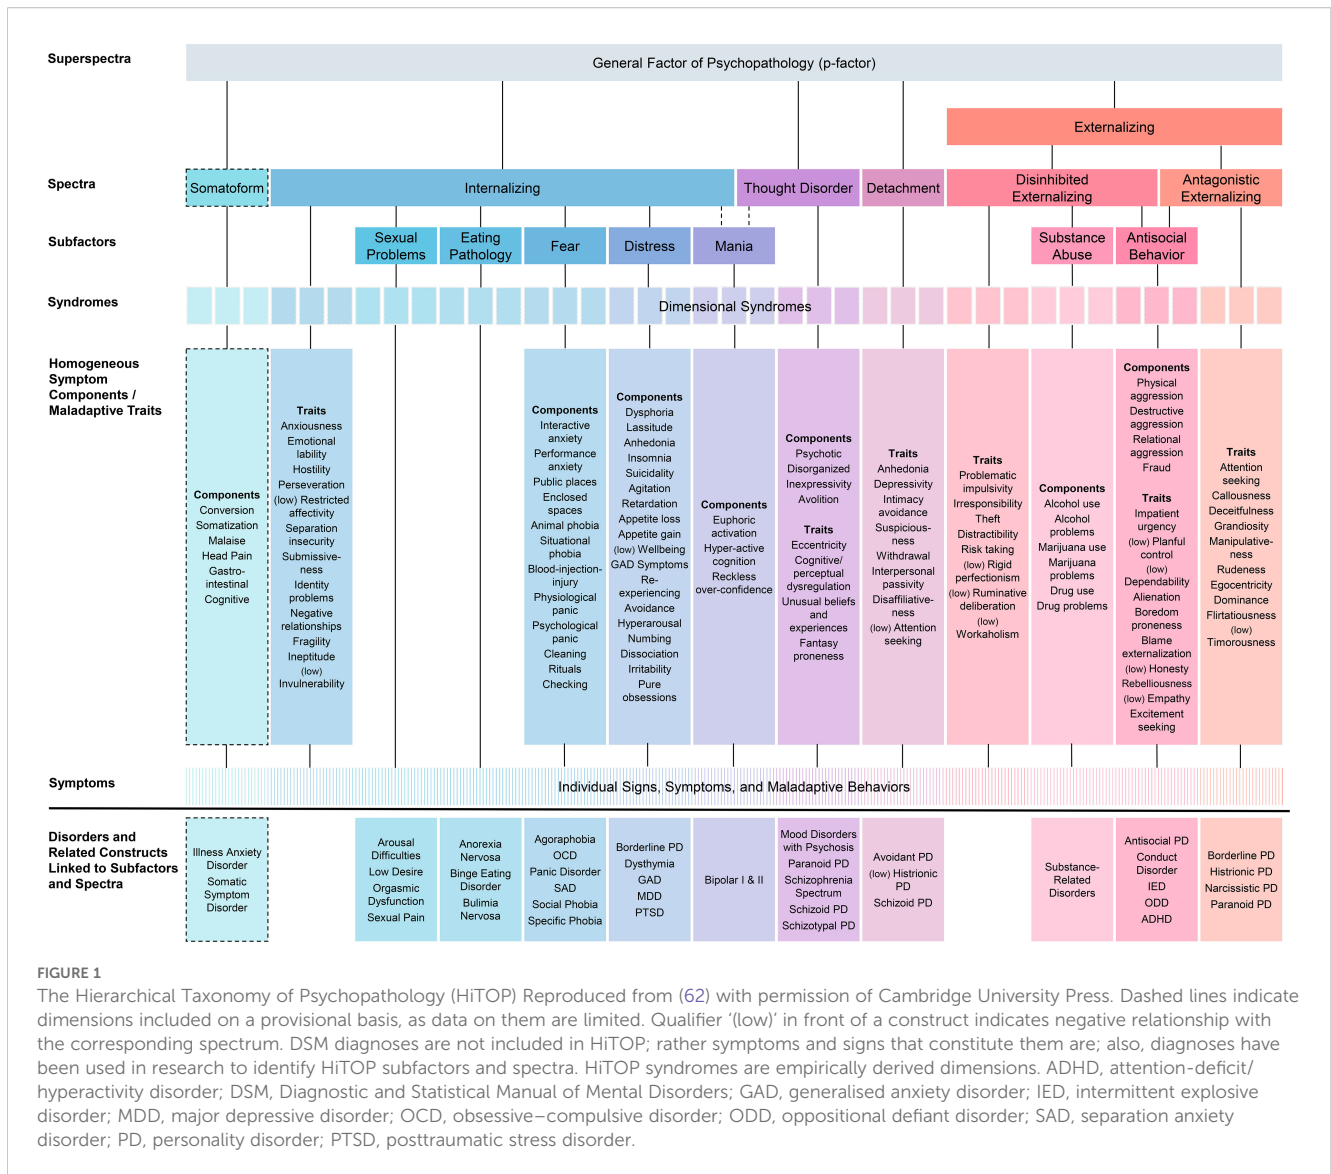 Superspectra
General Factor of Psychopathology (p-factor)
Externalizing
Spectra
Somatoform
Internalizing
Thought Disorder
Detachment
Disinhibited
Externalizing
Antagonistic
Externalizing
Subfactors
Sexual
Problems
Eating
Pathology
Fear
Distress
Mania
Substance
Abuse
Antisocial
Behavior
Syndromes
Dimensional Syndromes
Homogeneous
Symptom
Components /
Maladaptive Traits
Components
Conversion
Somatization
Malaise
Head Pain
Gastro-
intestinal
Cognitive
Traits
Anxiousness
Emotional
lability
Hostility
Perseveration
(low) Restricted
affectivity
Separation
insecurity
Submissive-
ness
Identity
problems
Negative
relationships
Fragility
Ineptitude
(low)
Invulnerability
Components
Interactive
anxiety
Performance
anxiety
Public places
Enclosed
spaces
Animal phobia
Situational
phobia
Blood-injection-
injury
Physiological
panic
Psychological
panic
Cleaning
Rituals
Checking
Components
Dysphoria
Lassitude
Anhedonia
Insomnia
Suicidality
Agitation
Retardation
Appetite loss
Appetite gain
(low) Wellbeing
GAD Symptoms
Re-
experiencing
Avoidance
Hyperarousal
Numbing
Dissociation
Irritability
Pure
obsessions
Components
Euphoric
activation
Hyper-active
cognition
Reckless
over-confidence
Components
Psychotic
Disorganized
Inexpressivity
Avolition
Traits
Eccentricity
Cognitive/
perceptual
dysregulation
Unusual beliefs
and
experiences
Fantasy
proneness
Traits
Anhedonia
Depressivity
Intimacy
avoidance
Suspicious-
ness
Withdrawal
Interpersonal
passivity
Disaffiliative-
ness
(low) Attention
seeking
Traits
Problematic
impulsivity
Irresponsibility
Theft
Distractibility
Risk taking
(low) Rigid
perfectionism
(low) Ruminative
deliberation
(low)
Workaholism
Components
Alcohol use
Alcohol
problems
Marijuana use
Marijuana
problems
Drug use
Drug problems
Components
Physical
aggression
Destructive
aggression
Relational
aggression
Fraud
Traits
Impatient
urgency
(low) Planful
control
(low)
Dependability
Alienation
Boredom
proneness
Blame
externalization
(low) Honesty
Rebelliousness
(low) Empathy
Excitement
seeking
Traits
Attention
seeking
Callousness
Deceitfulness
Grandiosity
Manipulative-
ness
Rudeness
Egocentricity
Dominance
Flirtatiousness
(low)
Timorousness
Symptoms
Individual Signs, Symptoms, and Maladaptive Behaviors
Disorders and
Related Constructs
Linked to Subfactors
and Spectra
Illness Anxiety
Disorder
Somatic
Symptom
Disorder
Arousal
Difficulties
Low Desire
Orgasmic
Dysfunction
Sexual Pain
Anorexia
Nervosa
Binge Eating
Disorder
Bulimia
Nervosa
Agoraphobia
OCD
Panic Disorder
SAD
Social Phobia
Specific Phobia
Borderline PD
Dysthymia
GAD
MDD
PTSD
Bipolar I & II
Mood Disorders
with Psychosis
Paranoid PD
Schizophrenia
Spectrum
Schizoid PD
Schizotypal PD
Avoidant PD
(low) Histrionic
PD
Schizoid PD
Substance-
Related
Disorders
Antisocial PD
Conduct
Disorder
IED
ODD
ADHD
Borderline PD
Histrionic PD
Narcissistic PD
Paranoid PD
FIGURE 1
The Hierarchical Taxonomy of Psychopathology (HiTOP) Reproduced from (62) with permission of Cambridge University Press. Dashed lines indicate
dimensions included on a provisional basis, as data on them are limited. Qualifier ‘(low)’ in front of a construct indicates negative relationship with
the corresponding spectrum. DSM diagnoses are not included in HiTOP; rather symptoms and signs that constitute them are; also, diagnoses have
been used in research to identify HiTOP subfactors and spectra. HiTOP syndromes are empirically derived dimensions. ADHD, attention-deficit/
hyperactivity disorder; DSM, Diagnostic and Statistical Manual of Mental Disorders; GAD, generalised anxiety disorder; IED, intermittent explosive
disorder; MDD, major depressive disorder; OCD, obsessive–compulsive disorder; ODD, oppositional defiant disorder; SAD, separation anxiety
disorder; PD, personality disorder; PTSD, posttraumatic stress disorder.